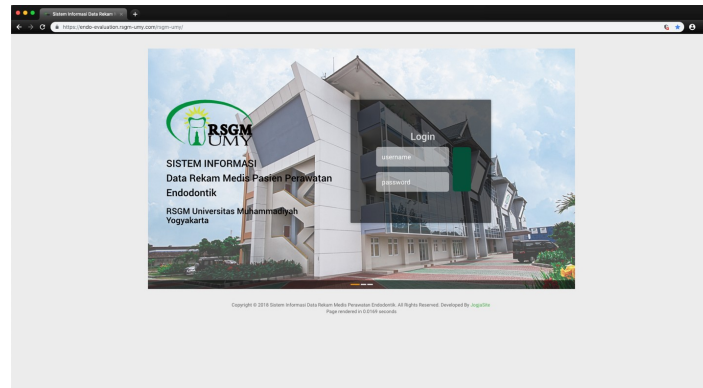 Sistem Informasi Data Rekam
https://endo-evaluation.rsgm-umy.com/rsgm-umy/
RSGM
UMY
SISTEM INFORMASI
Data Rekam Medis Pasien Perawatan
Endodontik
RSGM Universitas Muhammadiyah
Yogyakarta
Login
username
password
Copyright © 2018 Sistem Informasi Data Rekam Medis Perawatan Endodontik. All Rights Reserved. Developed By JogjaSite
Page rendered in 0.0169 seconds